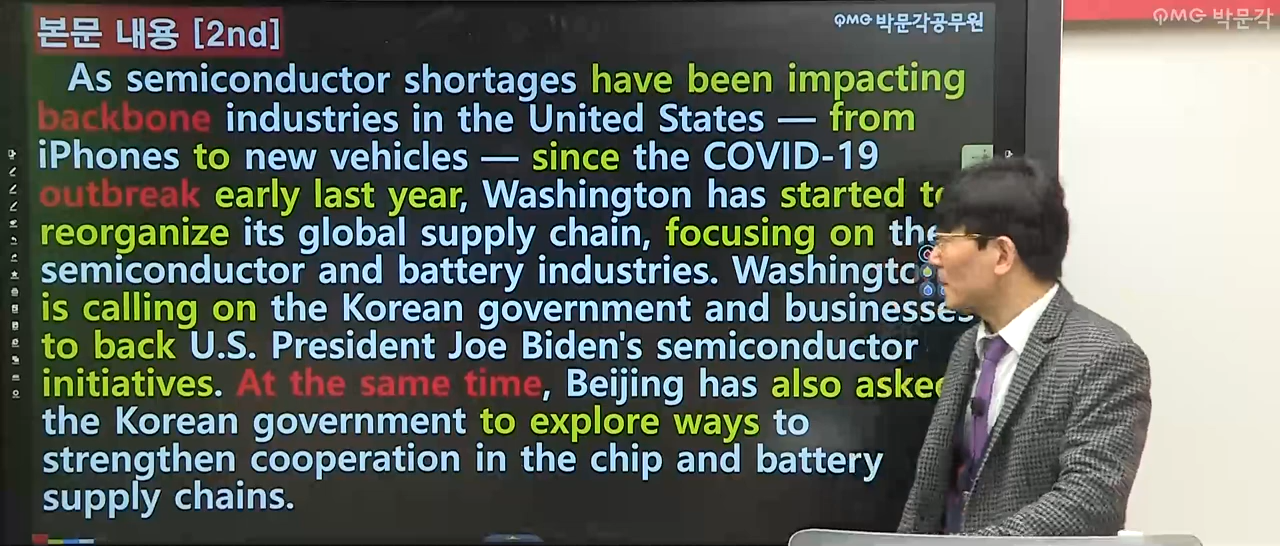 본문 내용 [2nd]
QMG 박문각공무원
QMG 박문각
As semiconductor shortages have been impacting
backbone industries in the United States — from
iPhones to new vehicles — since the COVID-19
outbreak early last year, Washington has started to
reorganize its global supply chain, focusing on the
semiconductor and battery industries. Washingto
is calling on the Korean government and businesses
to back U.S. President Joe Biden's semiconductor
initiatives. At the same time, Beijing has also asked
the Korean government to explore ways to
strengthen cooperation in the chip and battery
supply chains.